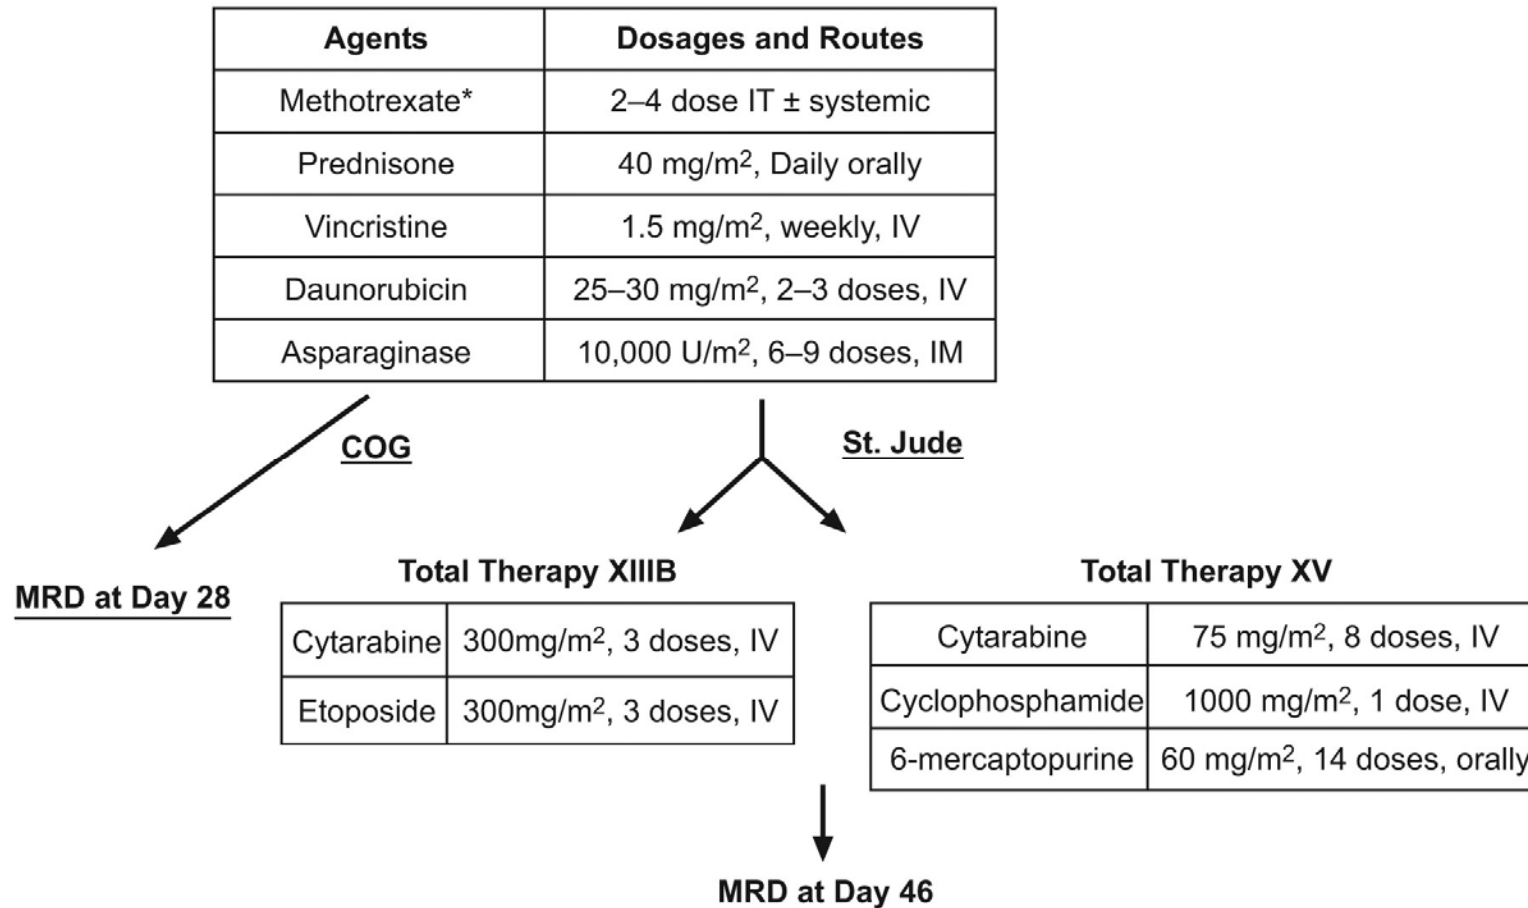 Agents Dosages and Routes
Methotrexate* 2–4 dose IT ± systemic
Prednisone 40 mg/m², Daily orally
Vincristine 1.5 mg/m², weekly, IV
Daunorubicin 25–30 mg/m², 2–3 doses, IV
Asparaginase 10,000 U/m², 6–9 doses, IM
COG
St. Jude
MRD at Day 28
Total Therapy XIIIB
Cytarabine 300mg/m², 3 doses, IV
Etoposide 300mg/m², 3 doses, IV
Total Therapy XV
Cytarabine 75 mg/m², 8 doses, IV
Cyclophosphamide 1000 mg/m², 1 dose, IV
6-mercaptopurine 60 mg/m², 14 doses, orally
MRD at Day 46